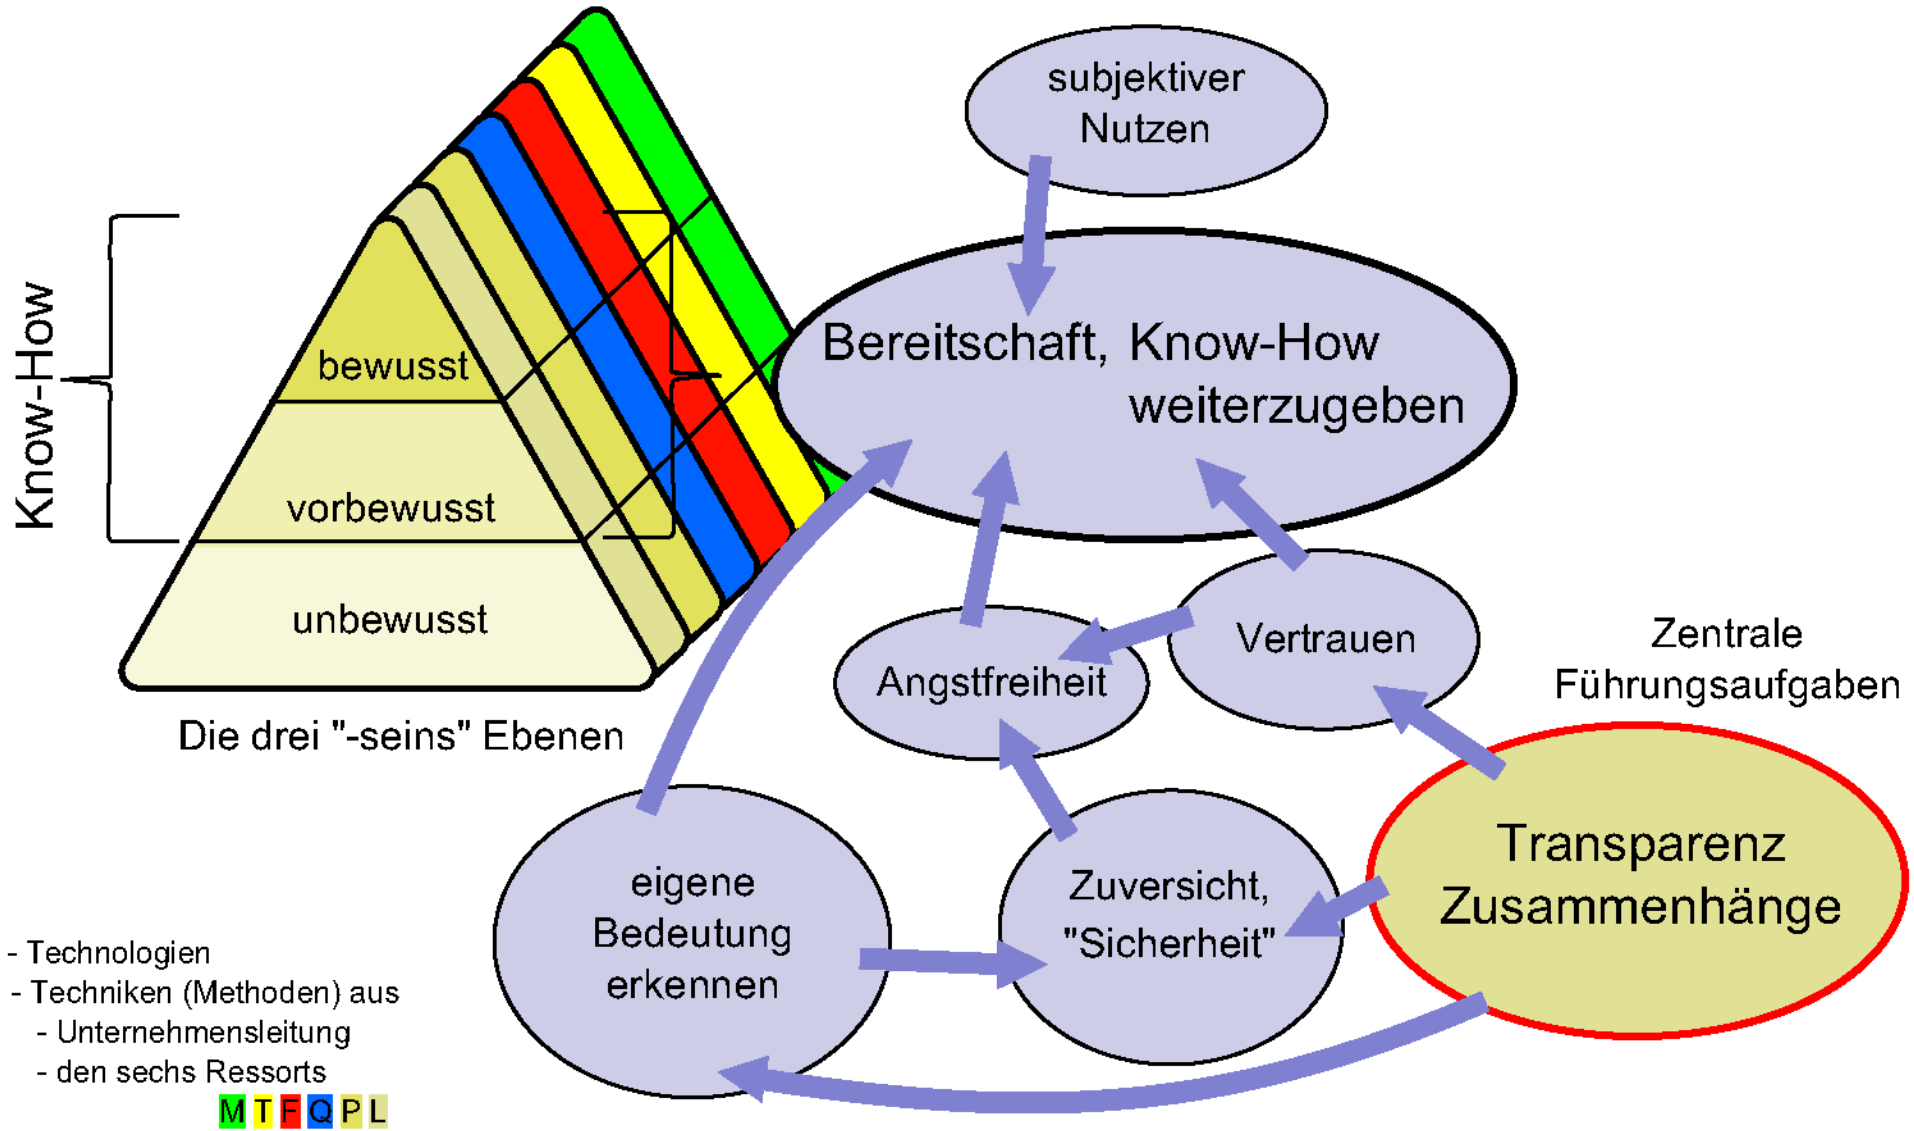 subjektiver
Nutzen
Know-How
bewusst
vorbewusst
unbewusst
Die drei "-seins" Ebenen
Bereitschaft, Know-How
weiterzugeben
Vertrauen
Angstfreiheit
Zentrale
Führungsaufgaben
Transparenz
Zusammenhänge
Zuversicht,
"Sicherheit"
eigene
Bedeutung
erkennen
- Technologien
- Techniken (Methoden) aus
- Unternehmensleitung
- den sechs Ressorts
M T F Q P L